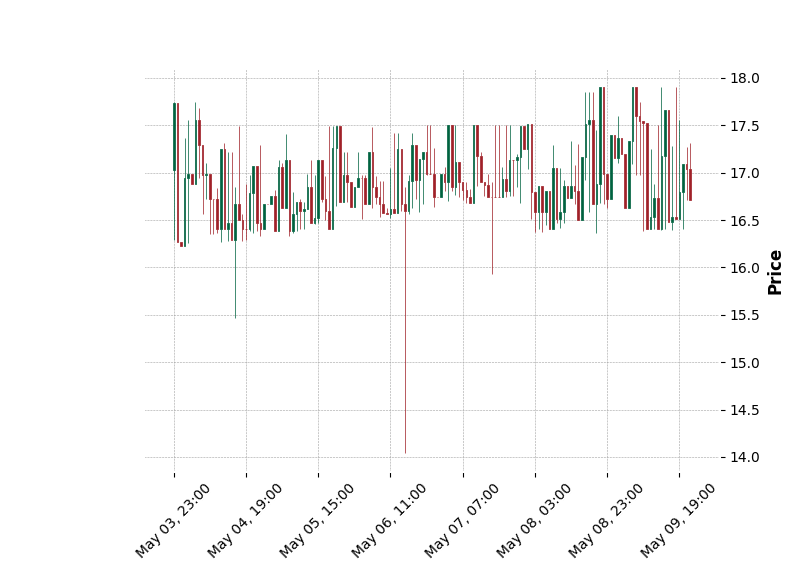 18.0
17.5
17.0
16.5
16.0
15.5
15.0
14.5
14.0
Price
May 03, 23:00
May 04, 19:00
May 05, 15:00
May 06, 11:00
May 07, 07:00
May 08, 03:00
May 08, 23:00
May 09, 19:00